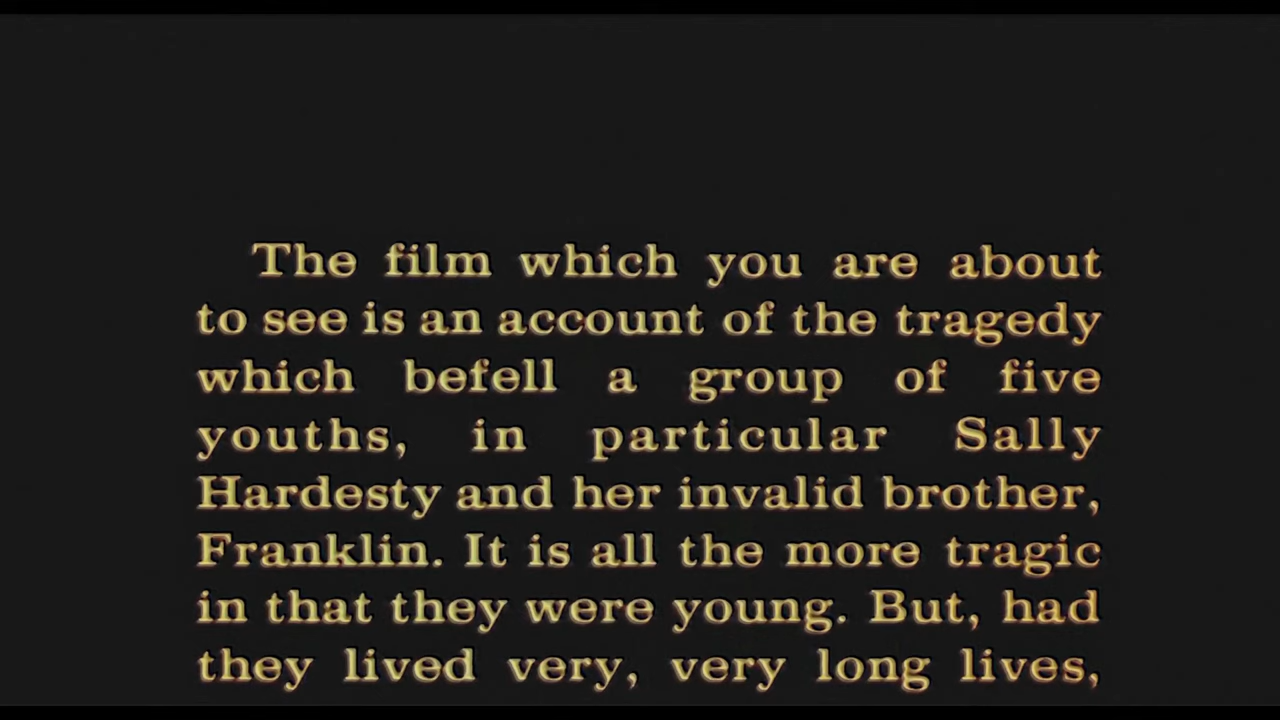 The film which you are about
to see is an account of the tragedy
which befell a group of five
youths, in particular Sally
Hardesty and her invalid brother,
Franklin. It is all the more tragic
in that they were young. But, had
they lived very, very long lives,